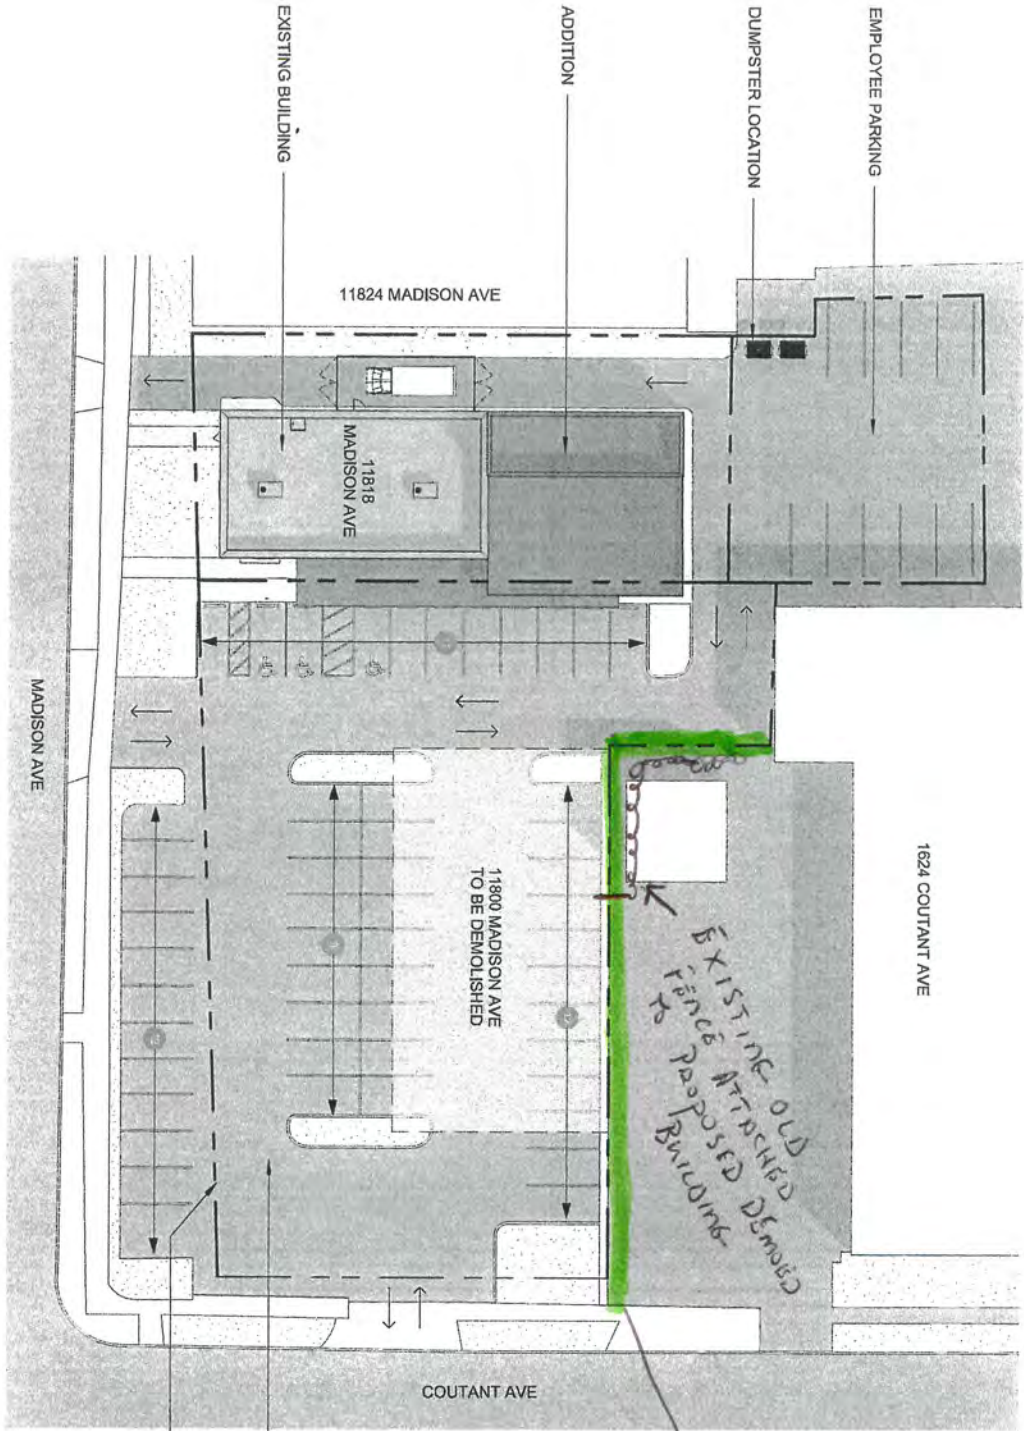 EMPLOYEE PARKING
DUMPSTER LOCATION
ADDITION
EXISTING BUILDING
11824 MADISON AVE
11818
MADISON AVE
1624 COUTANT AVE
11800 MADISON AVE
TO BE DEMOLISHED
EXISTING OLD
FENCE ATTACHED
TO PROPOSED DEMOED
BUILDING
MADISON AVE
COUTANT AVE